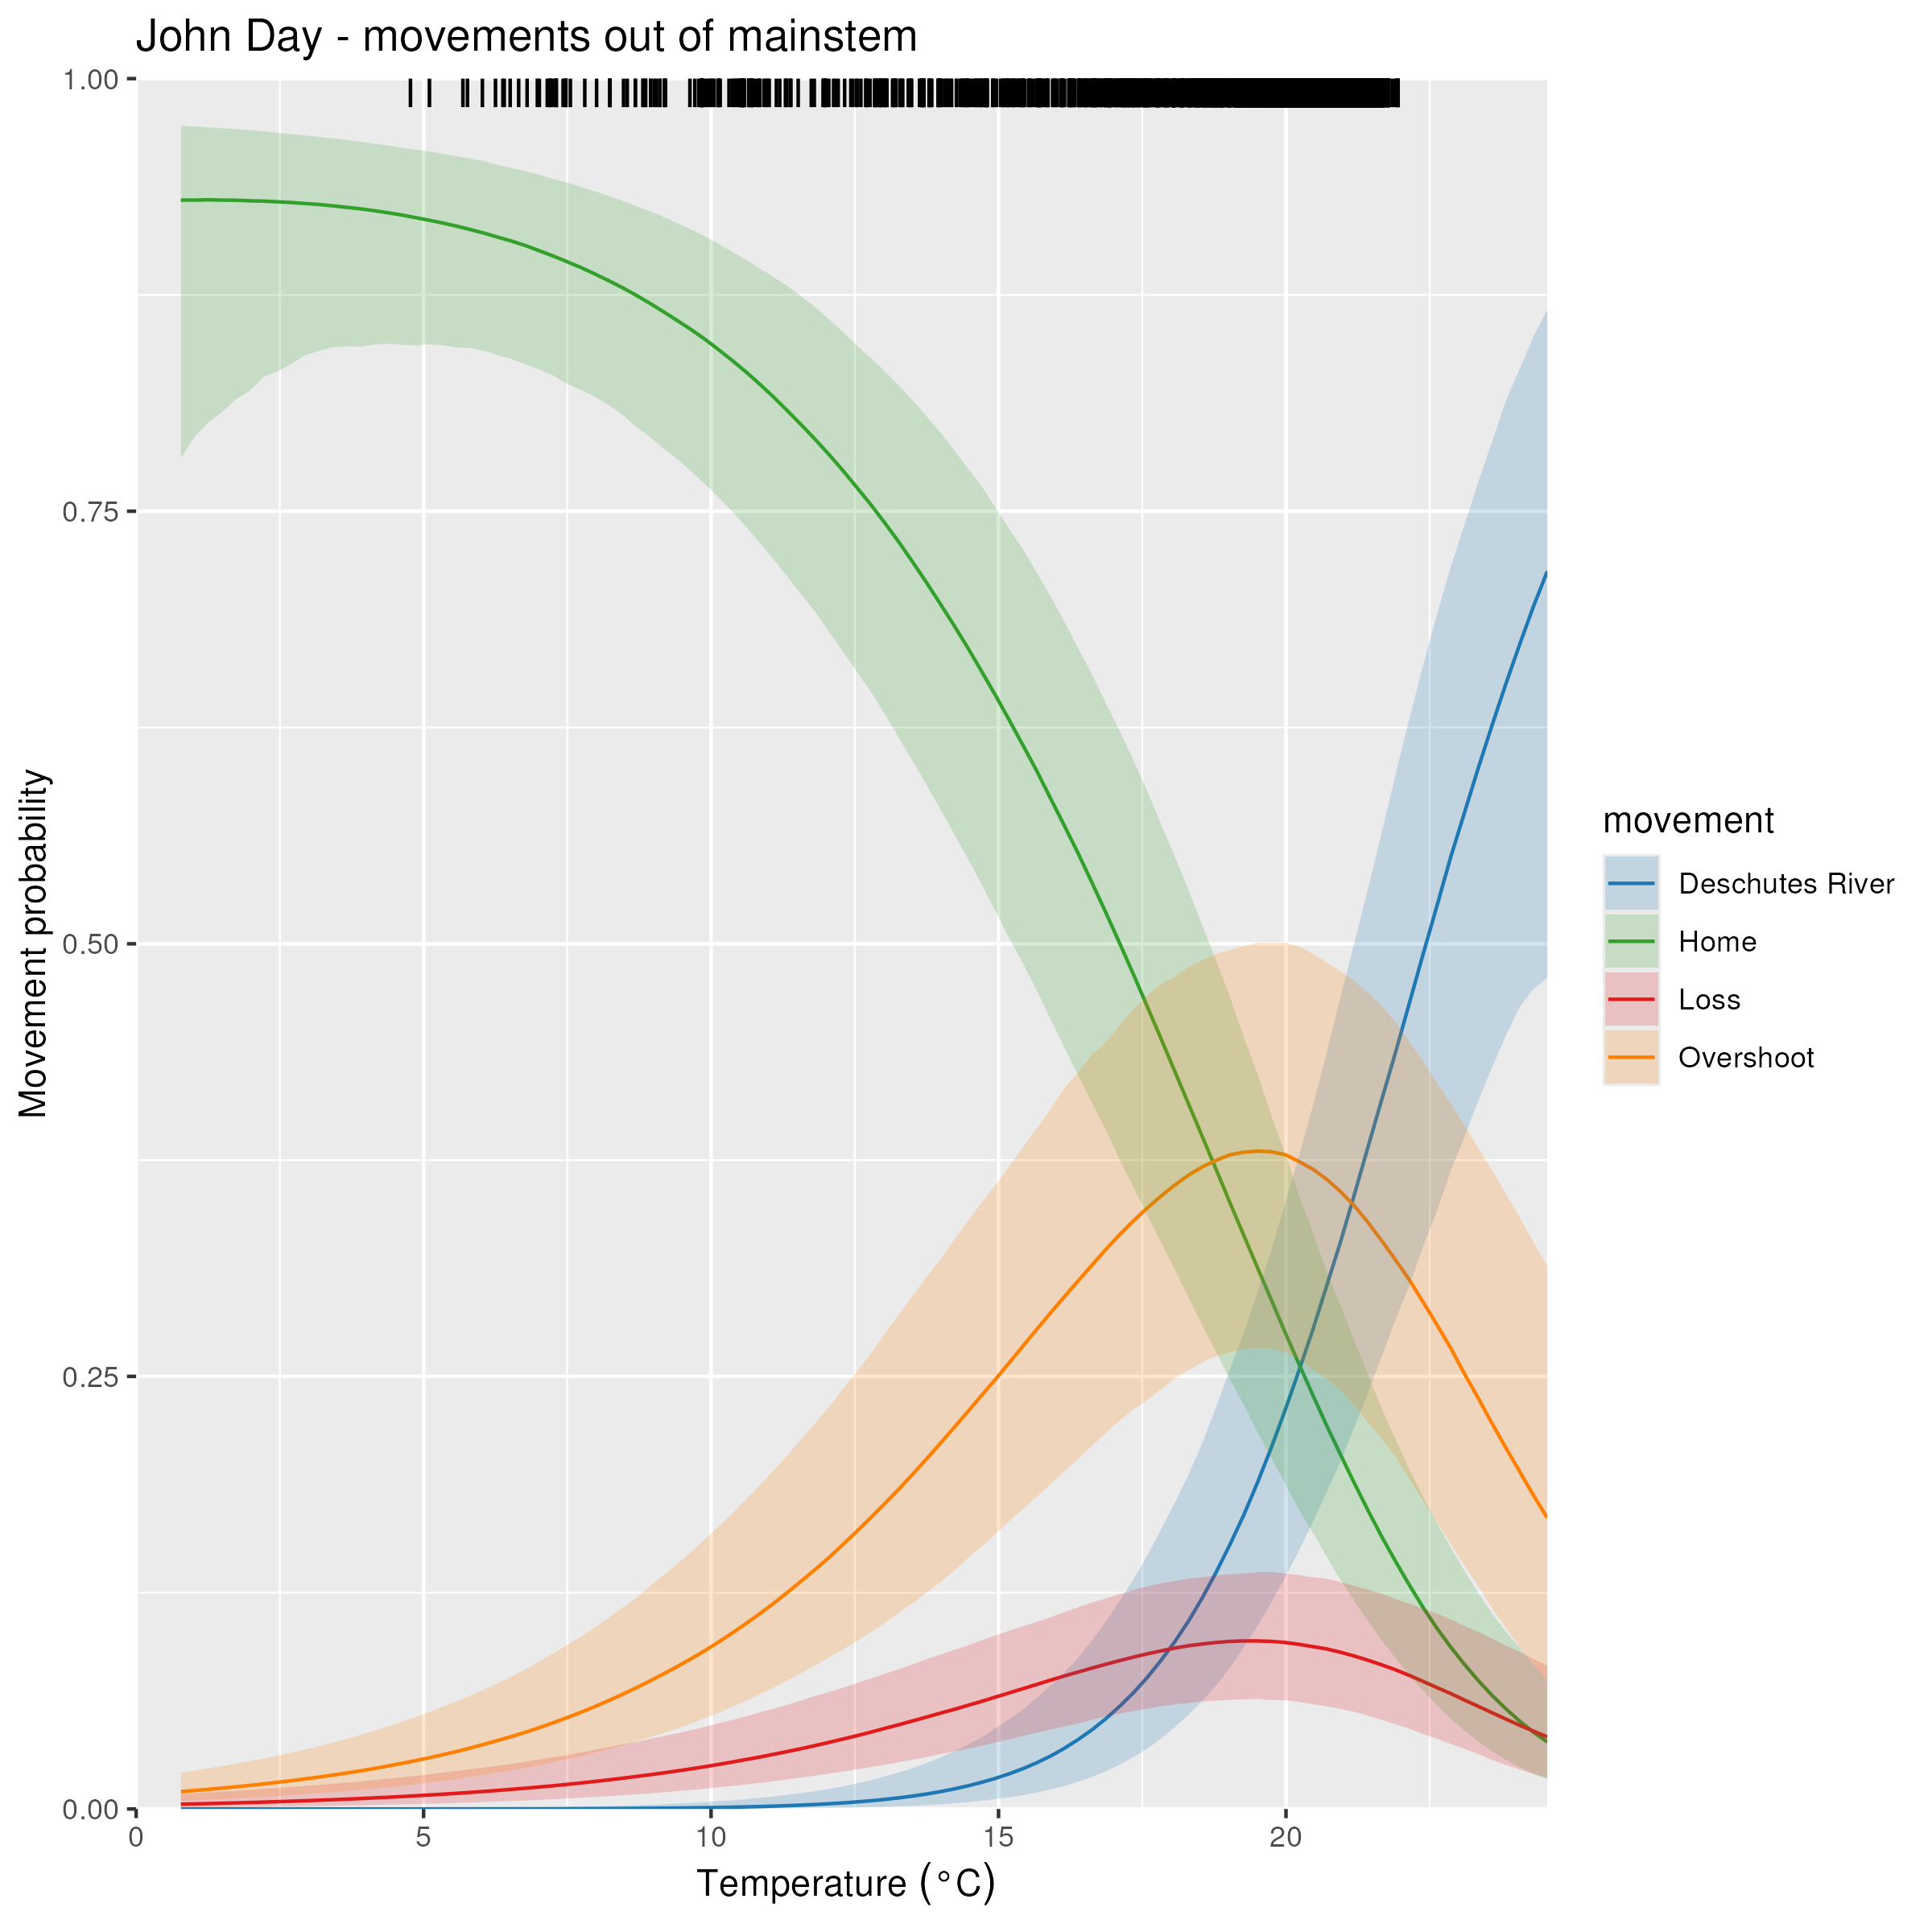 John Day - movements out of mainstem
1.00
0.75
0.50
0.25
0.00
Movement probability
0
5
10
15
20
Temperature (°C)
movement
Deschutes River
Home
Loss
Overshoot